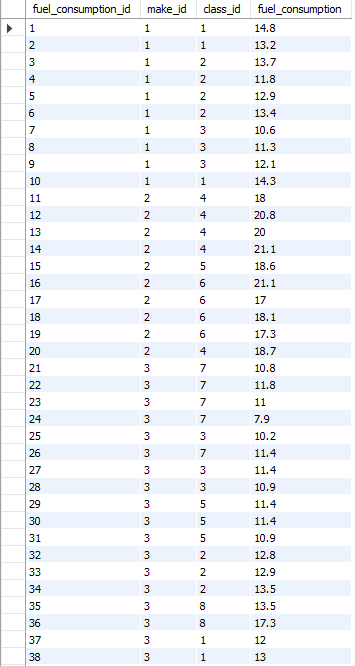 fuel_consumption_id make_id class_id fuel_consumption
1 1 1 14.8
2 1 1 13.2
3 1 2 13.7
4 1 2 11.8
5 1 2 12.9
6 1 2 13.4
7 1 3 10.6
8 1 3 11.3
9 1 3 12.1
10 1 1 14.3
11 2 4 18
12 2 4 20.8
13 2 4 20
14 2 4 21.1
15 2 5 18.6
16 2 6 21.1
17 2 6 17
18 2 6 18.1
19 2 6 17.3
20 2 4 18.7
21 3 7 10.8
22 3 7 11.8
23 3 7 11
24 3 7 7.9
25 3 3 10.2
26 3 7 11.4
27 3 3 11.4
28 3 3 10.9
29 3 5 11.4
30 3 5 11.4
31 3 5 10.9
32 3 2 12.8
33 3 2 12.9
34 3 2 13.5
35 3 8 13.5
36 3 8 17.3
37 3 1 12
38 3 1 13